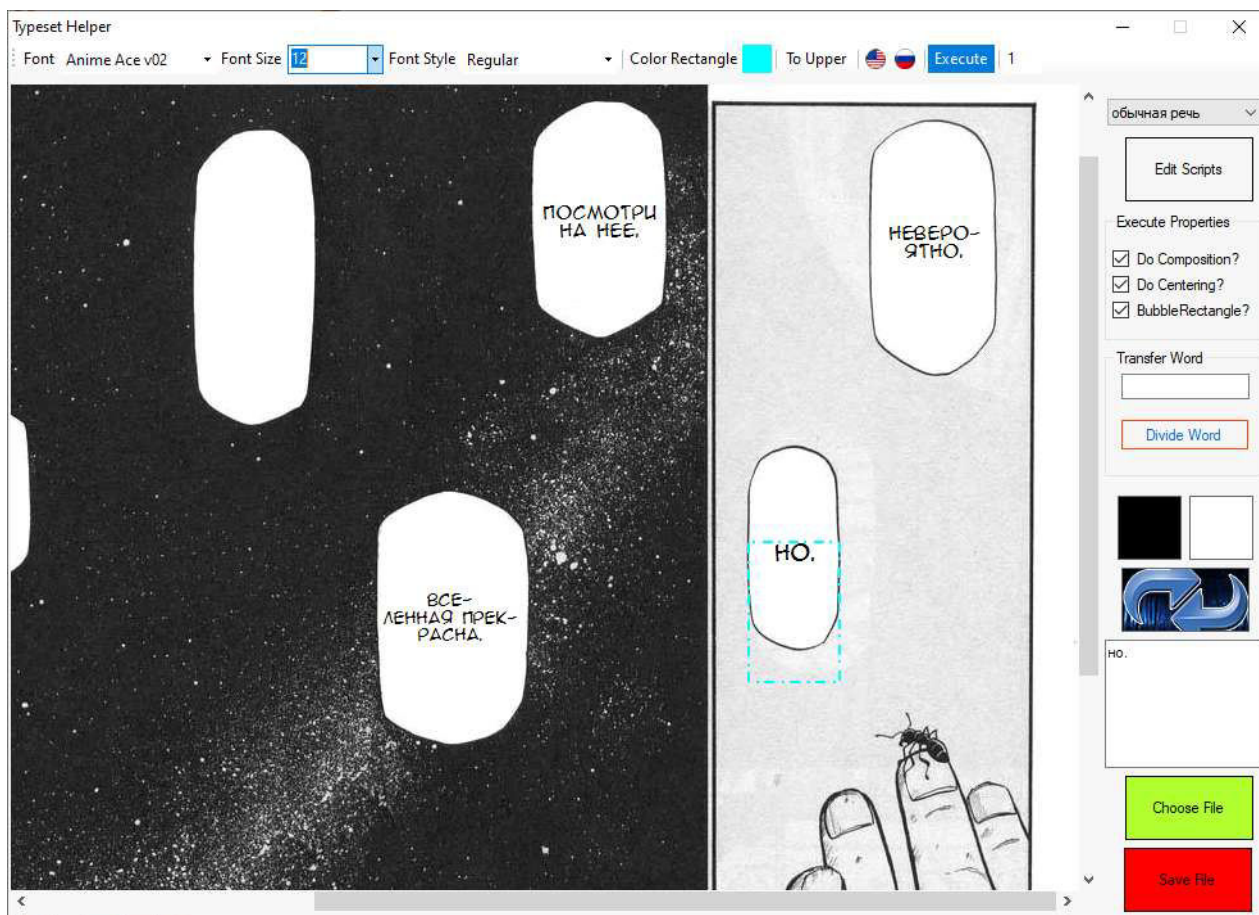 Typeset Helper
Font Anime Ace v02 Font Size 12 Font Style Regular Color Rectangle To Upper Execute 1
обычная речь
Edit Scripts
Execute Properties
Do Composition?
Do Centering?
BubbleRectangle?
Transfer Word
Divide Word
но.
Choose File
Save File
ПОСМОТРИ
НА НЕЕ.
НЕВЕРО-
ЯТНО.
НО.
ВСЕ-
ЛЕННАЯ ПРЕК-
РАСНА.